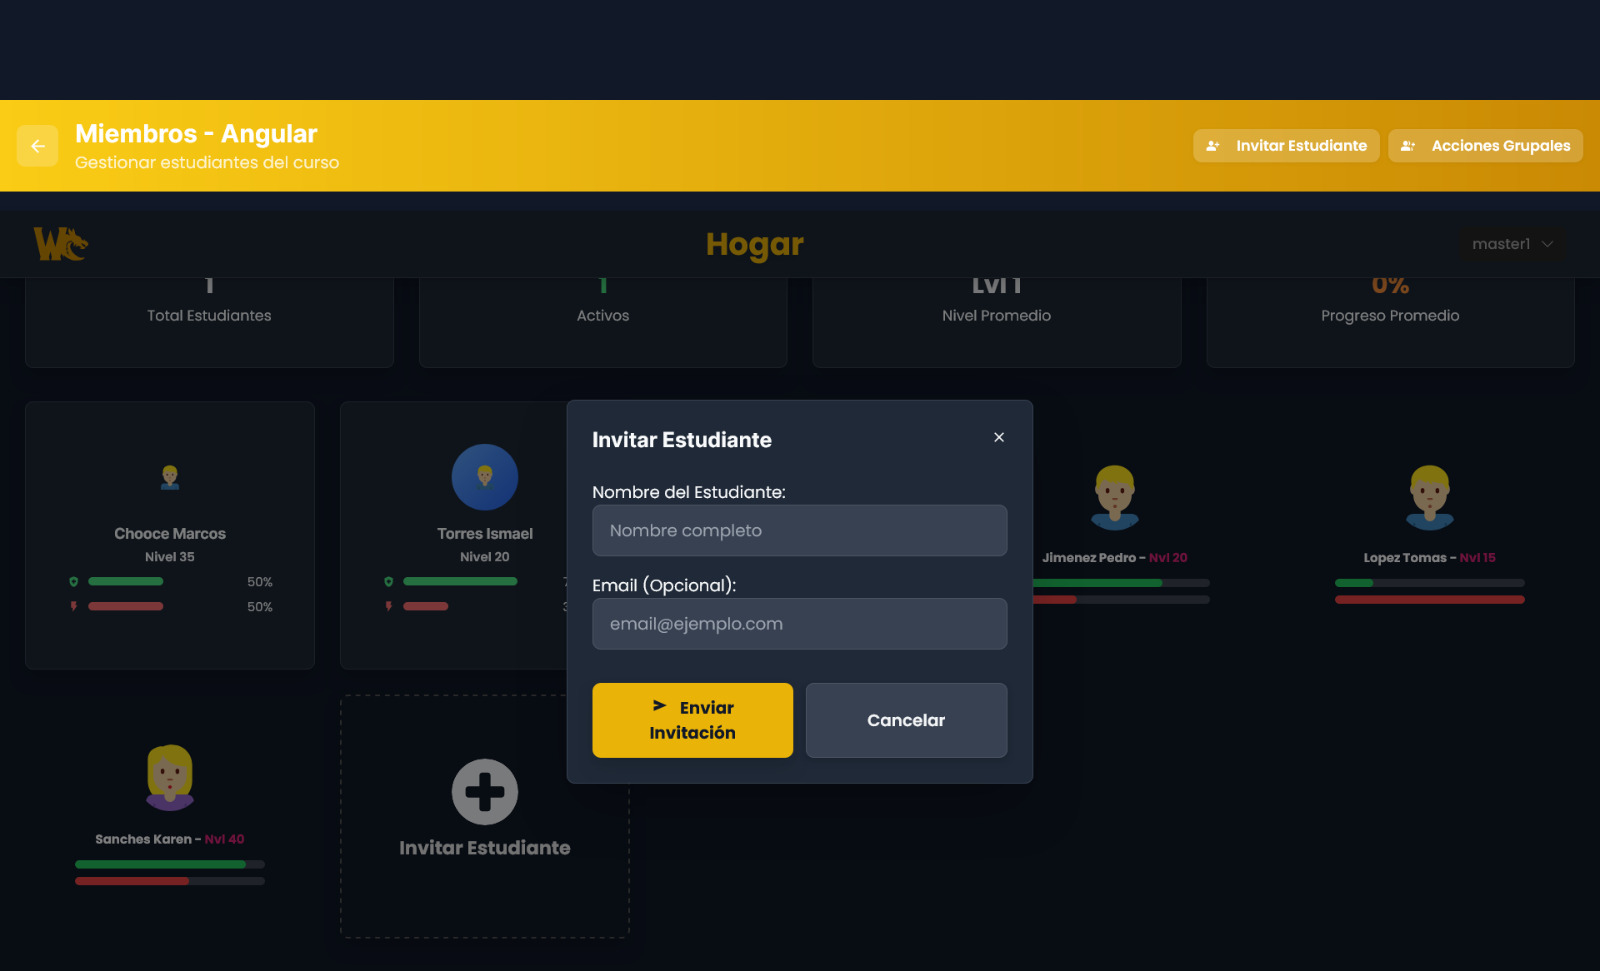 Miembros - Angular
Gestionar estudiantes del curso
Invitar Estudiante
Acciones Grupales
Hogar
master1
1
Total Estudiantes
1
Activos
Lvl 1
Nivel Promedio
0%
Progreso Promedio
Chooce Marcos
Nivel 35
50%
50%
Torres Ismael
Nivel 20
Invitar Estudiante
Nombre del Estudiante:
Nombre completo
Email (Opcional):
email@ejemplo.com
Enviar
Invitación
Cancelar
Jimenez Pedro - Nvl 20
Lopez Tomas - Nvl 15
Sanches Karen - Nvl 40
Invitar Estudiante